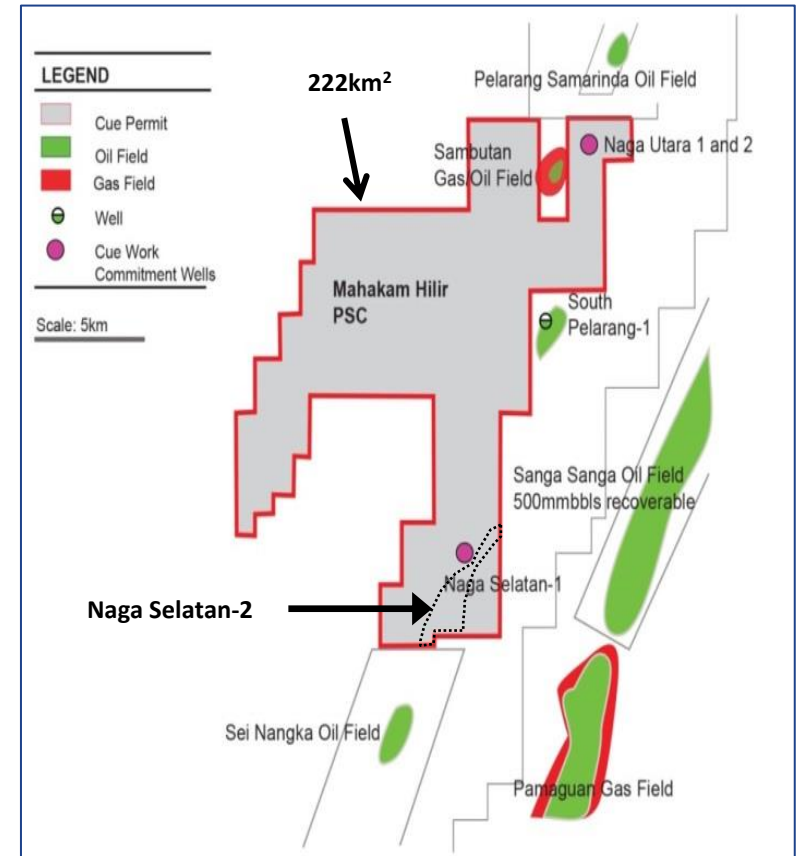 LEGEND
Cue Permit
Oil Field
Gas Field
Well
Cue Work
Commitment Wells
Scale: 5km
222km²
Pelarang Samarinda Oil Field
Sambutan
Gas/Oil Field
Naga Utara 1 and 2
Mahakam Hilir
PSC
South
Pelarang-1
Sanga Sanga Oil Field
500mmbbls recoverable
Naga Selatan-1
Naga Selatan-2
Sei Nangka Oil Field
Pamaguan Gas Field